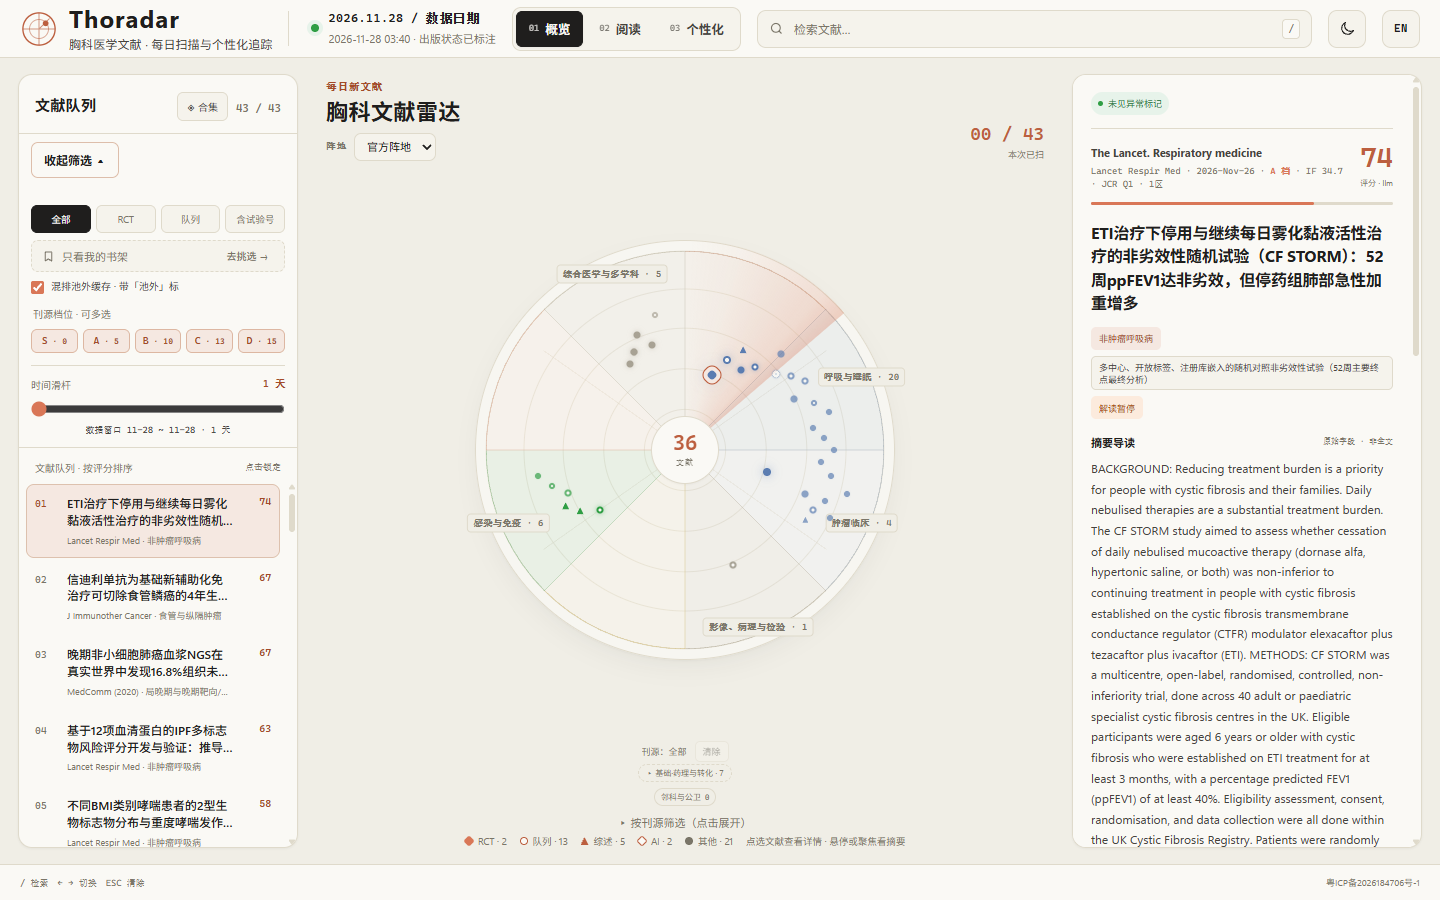 Thoradar
胸科医学文献 · 每日扫描与个性化追踪
2026.11.28 / 数据日期
2026-11-28 03:40 · 出版状态已标注
01 概览
02 阅读
03 个性化
检索文献...
/
EN
文献队列
◈ 合集
43 / 43
收起筛选 ▴
全部
RCT
队列
含试验号
只看我的书架
去挑选 →
混排池外缓存 · 带「池外」标
刊源档位 · 可多选
S · 0
A · 5
B · 10
C · 13
D · 15
时间滑杆
1 天
数据窗口 11-28 ~ 11-28 · 1 天
文献队列 · 按评分排序
点击锁定
01
ETI治疗下停用与继续每日雾化
黏液活性治疗的非劣效性随机...
74
Lancet Respir Med · 非肿瘤呼吸病
02
信迪利单抗为基础新辅助化免
治疗可切除食管鳞癌的4年生...
67
J Immunother Cancer · 食管与纵隔肿瘤
03
晚期非小细胞肺癌血浆NGS在
真实世界中发现16.8%组织未...
67
MedComm (2020) · 局晚期与晚期靶向/...
04
基于12项血清蛋白的IPF多标志
物风险评分开发与验证：推导...
63
Lancet Respir Med · 非肿瘤呼吸病
05
不同BMI类别哮喘患者的2型生
物标志物分布与重度哮喘发作...
58
Lancet Respir Med · 非肿瘤呼吸病
每日新文献
胸科文献雷达
阵地
官方阵地
00 / 43
本次已扫
综合医学与多学科 · 5
呼吸与睡眠 · 20
36
文献
感染与免疫 · 6
肿瘤临床 · 4
影像、病理与检验 · 1
刊源：全部
清除
• 基础·药理与转化 · 7
邻科与公卫 0
▸ 按刊源筛选（点击展开）
RCT · 2
队列 · 13
综述 · 5
AI · 2
其他 · 21
点选文献查看详情 · 悬停或聚焦看摘要
未见异常标记
The Lancet. Respiratory medicine
Lancet Respir Med · 2026-Nov-26 · A 档 · IF 34.7
· JCR Q1 · 1区
74
评分 · llm
ETI治疗下停用与继续每日雾化黏液活性治
疗的非劣效性随机试验（CF STORM）：52
周ppFEV1达非劣效，但停药组肺部急性加
重增多
非肿瘤呼吸病
多中心、开放标签、注册库嵌入的随机对照非劣效性试验（52周主要终
点最终分析）
解读暂停
摘要导读
原始字段 · 非全文
BACKGROUND: Reducing treatment burden is a priority
for people with cystic fibrosis and their families. Daily
nebulised therapies are a substantial treatment burden.
The CF STORM study aimed to assess whether cessation
of daily nebulised mucoactive therapy (dornase alfa,
hypertonic saline, or both) was non-inferior to
continuing treatment in people with cystic fibrosis
established on the cystic fibrosis transmembrane
conductance regulator (CTFR) modulator elexacaftor plus
tezacaftor plus ivacaftor (ETI). METHODS: CF STORM was
a multicentre, open-label, randomised, controlled, non-
inferiority trial, done across 40 adult or paediatric
specialist cystic fibrosis centres in the UK. Eligible
participants were aged 6 years or older with cystic
fibrosis who were established on ETI treatment for at
least 3 months, with a percentage predicted FEV1
(ppFEV1) of at least 40%. Eligibility assessment, consent,
randomisation, and data collection were all done within
the UK Cystic Fibrosis Registry. Patients were randomly
/ 检索 ← → 切换 ESC 清除
粤ICP备2026184706号-1